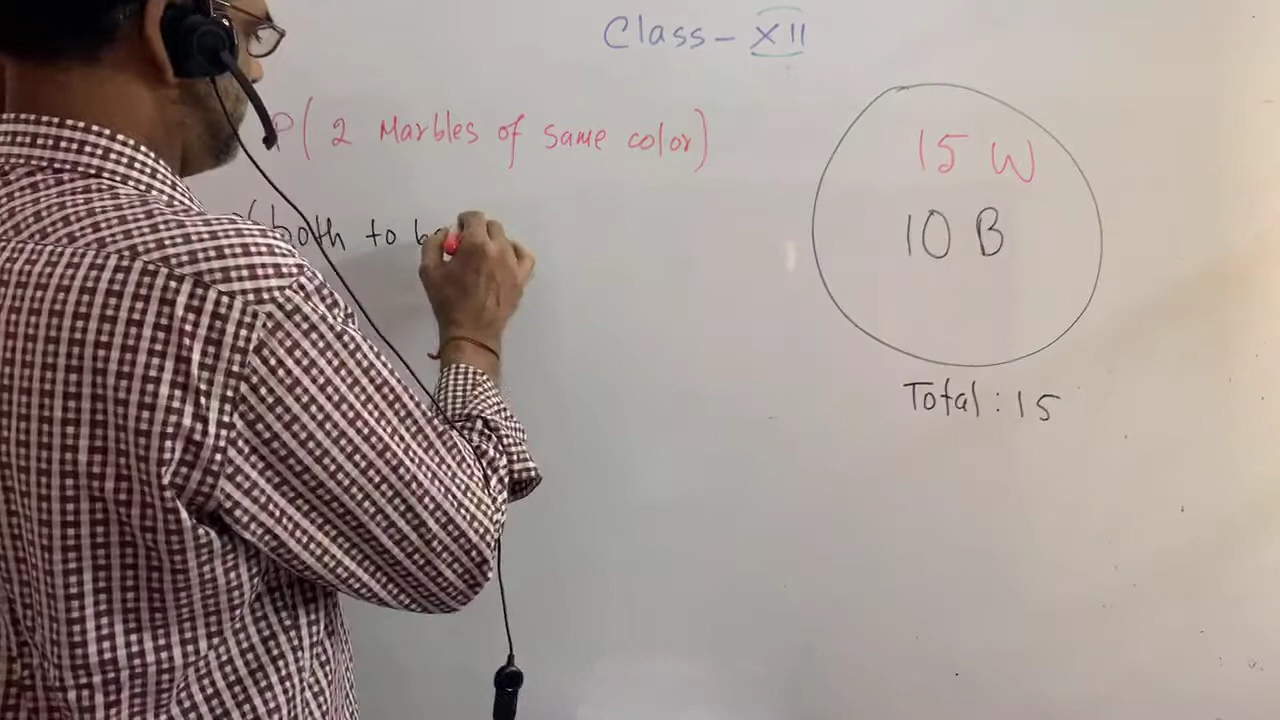 Class - XII
P( 2 Marbles of same color)
15 W
(both to
10 B
Total : 15